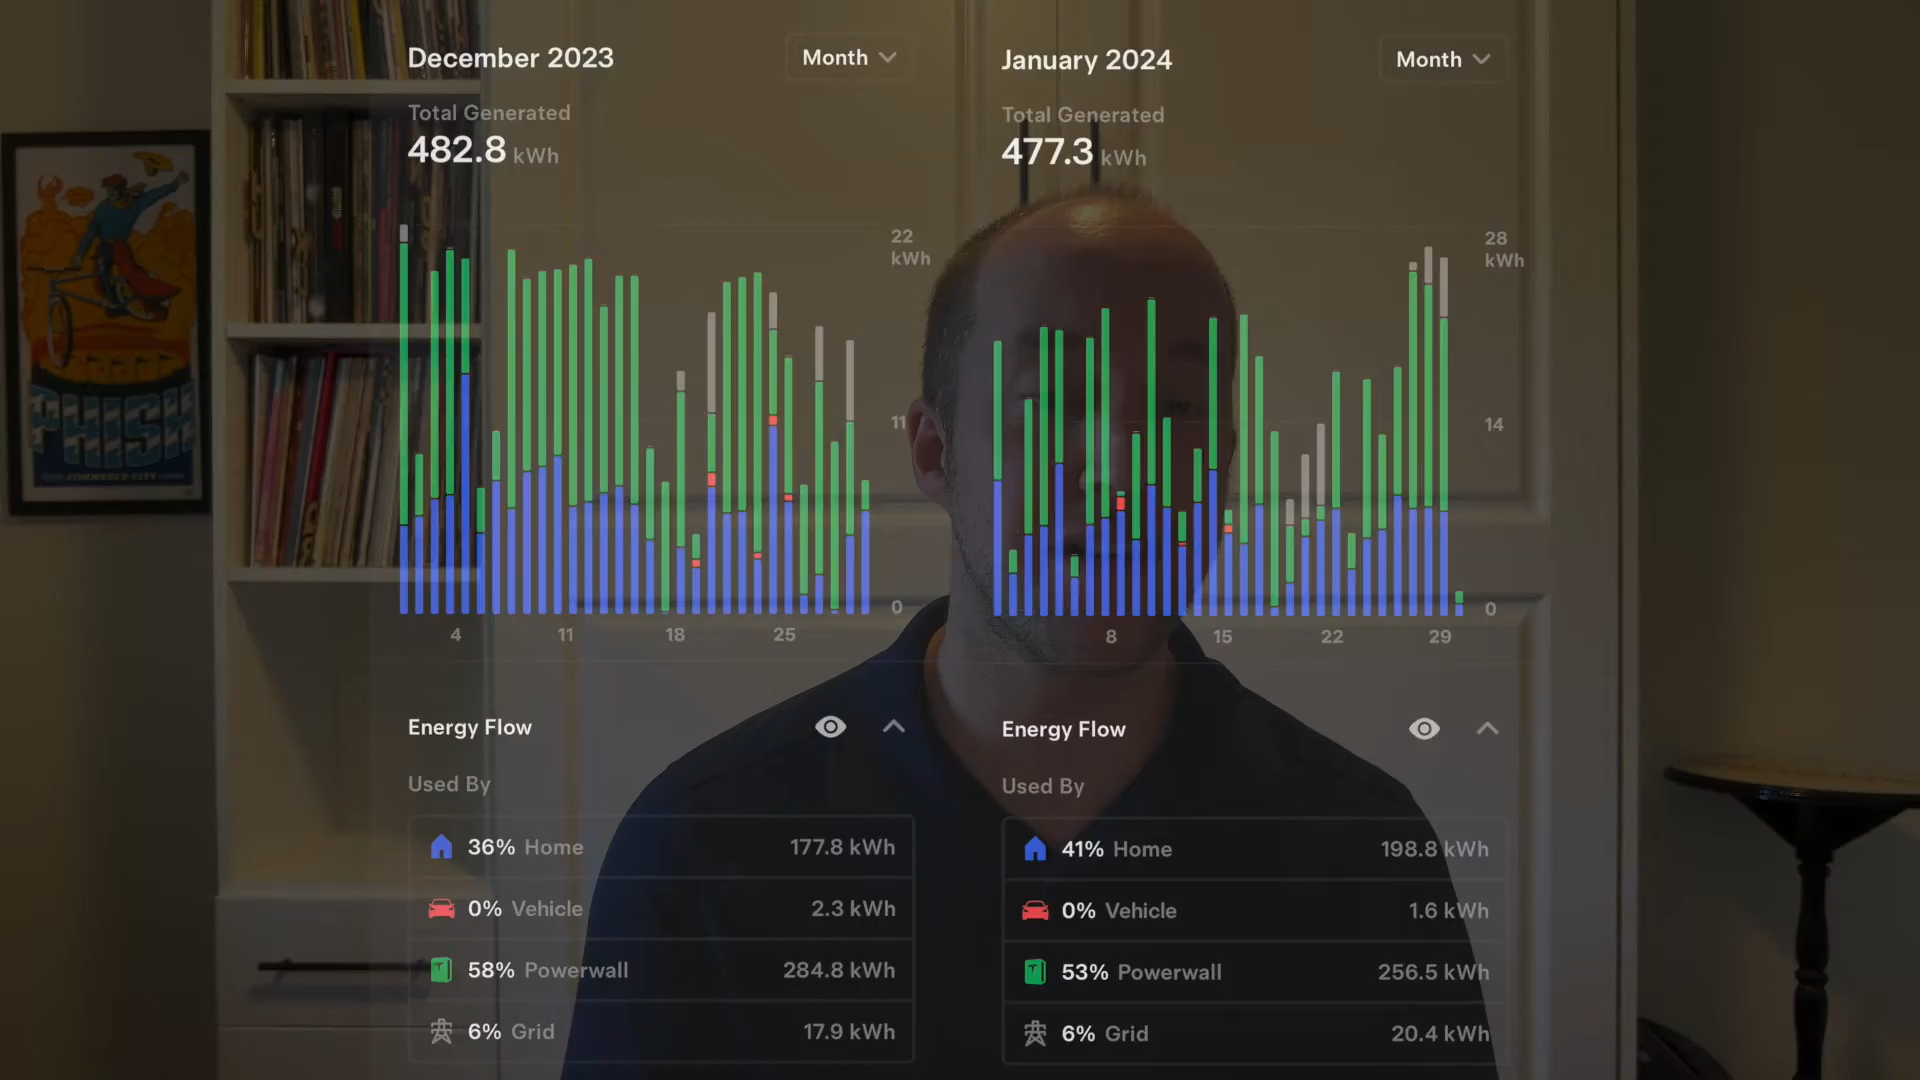 December 2023
Month
Total Generated
482.8 kWh
22
kWh
11
0
4 11 18 25
Energy Flow
Used By
36% Home 177.8 kWh
0% Vehicle 2.3 kWh
58% Powerwall 284.8 kWh
6% Grid 17.9 kWh
January 2024
Month
Total Generated
477.3 kWh
28
kWh
14
0
8 15 22 29
Energy Flow
Used By
41% Home 198.8 kWh
0% Vehicle 1.6 kWh
53% Powerwall 256.5 kWh
6% Grid 20.4 kWh
PHISH
COMMERCE CITY